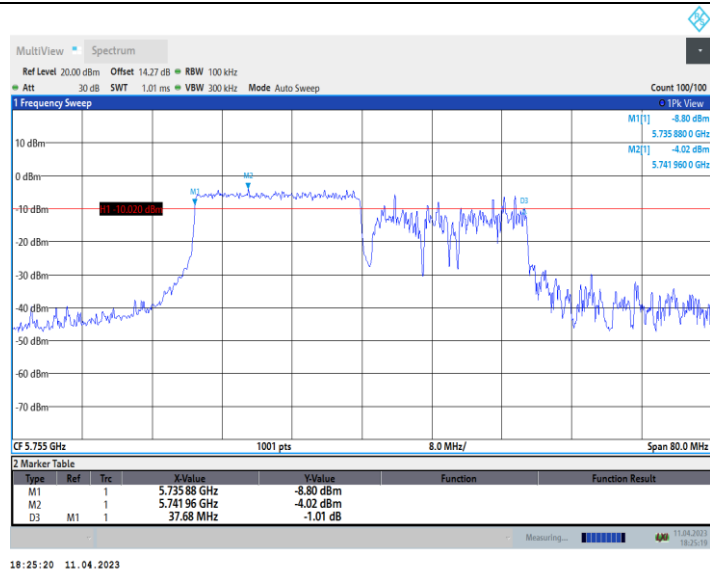 MultiView Spectrum
Ref Level 20.00 dBm Offset 14.27 dB RBW 100 kHz
Att 30 dB SWT 1.01 ms VBW 300 kHz Mode Auto Sweep Count 100/100
1 Frequency Sweep 1Pk View
M1[1] -8.80 dBm
5.735 880 0 GHz
M2[1] -4.02 dBm
5.741 960 0 GHz
10 dBm
0 dBm
M1
M2
D3
-10 dBm
H1 -10.020 dBm
-20 dBm
-30 dBm
-40 dBm
-50 dBm
-60 dBm
-70 dBm
CF 5.755 GHz 1001 pts 8.0 MHz/ Span 80.0 MHz
2 Marker Table
Type Ref Trc X-Value Y-Value Function Function Result
M1 1 5.735 88 GHz -8.80 dBm
M2 1 5.741 96 GHz -4.02 dBm
D3 M1 1 37.68 MHz -1.01 dB
Measuring... 11.04.2023
18:25:19
18:25:20 11.04.2023